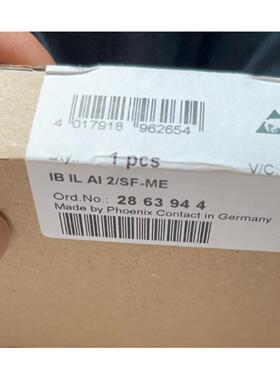 4 017918 962654
Qty.: 1 pcs
V/C.
IB IL AI 2/SF-ME
Ord.No.: 28 63 94 4
Made by Phoenix Contact in Germany